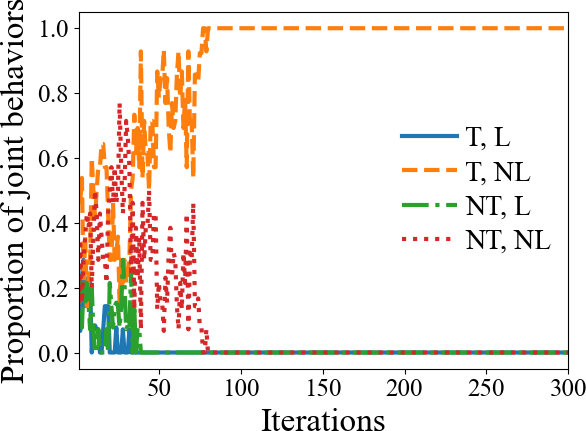 Proportion of joint behaviors
1.0
0.8
0.6
0.4
0.2
0.0
T, L
T, NL
NT, L
NT, NL
50 100 150 200 250 300
Iterations